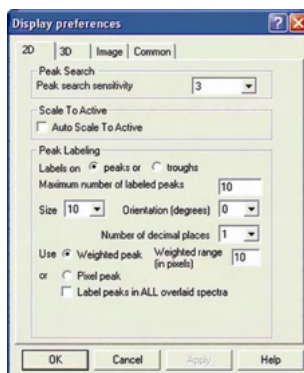 Display preferences
2D 3D Image Common
Peak Search
Peak search sensitivity 3
Scale To Active
Auto Scale To Active
Peak Labeling
Labels on peaks or troughs
Maximum number of labeled peaks 10
Size 10 Orientation (degrees) 0
Number of decimal places 1
Use Weighted peak Weighted range (in pixels) 10
or Pixel peak
Label peaks in ALL overlaid spectra
OK Cancel Apply Help